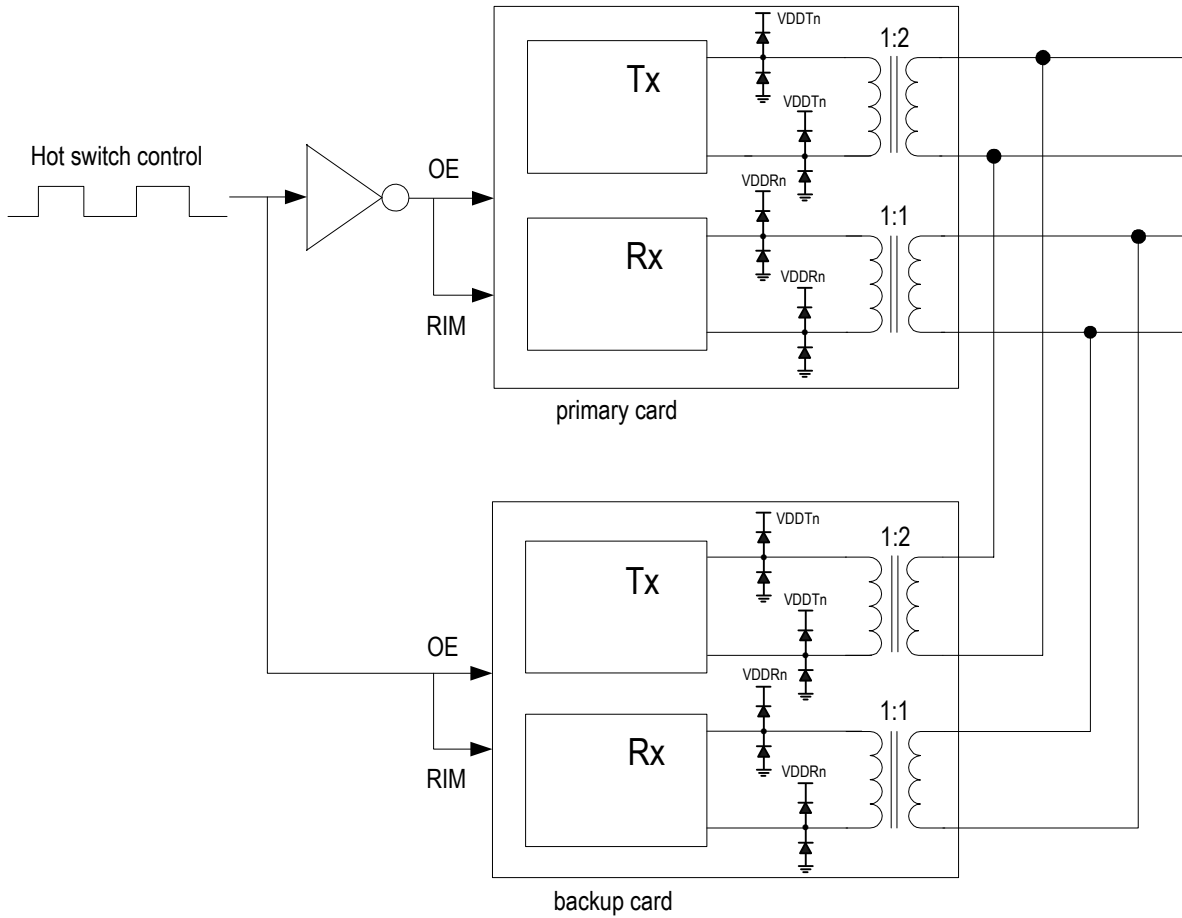 VDDTn
1:2
Tx
VDDTn
Hot switch control
OE
VDDRn
1:1
Rx
VDDRn
RIM
primary card
VDDTn
1:2
Tx
VDDTn
OE
VDDRn
1:1
Rx
VDDRn
RIM
backup card